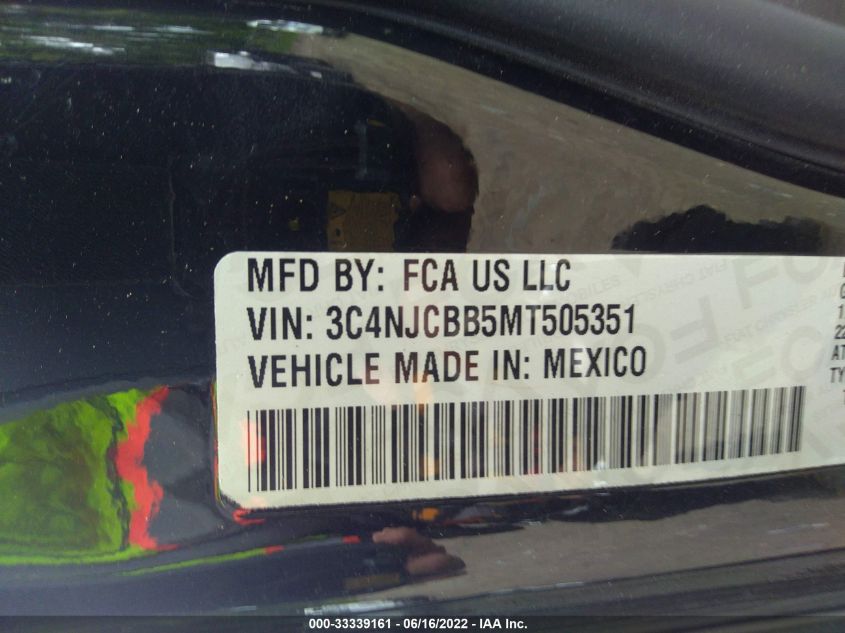 MFD BY: FCA US LLC
VIN: 3C4NJCBB5MT505351
VEHICLE MADE IN: MEXICO
000-33339161 - 06/16/2022 - IAA Inc.